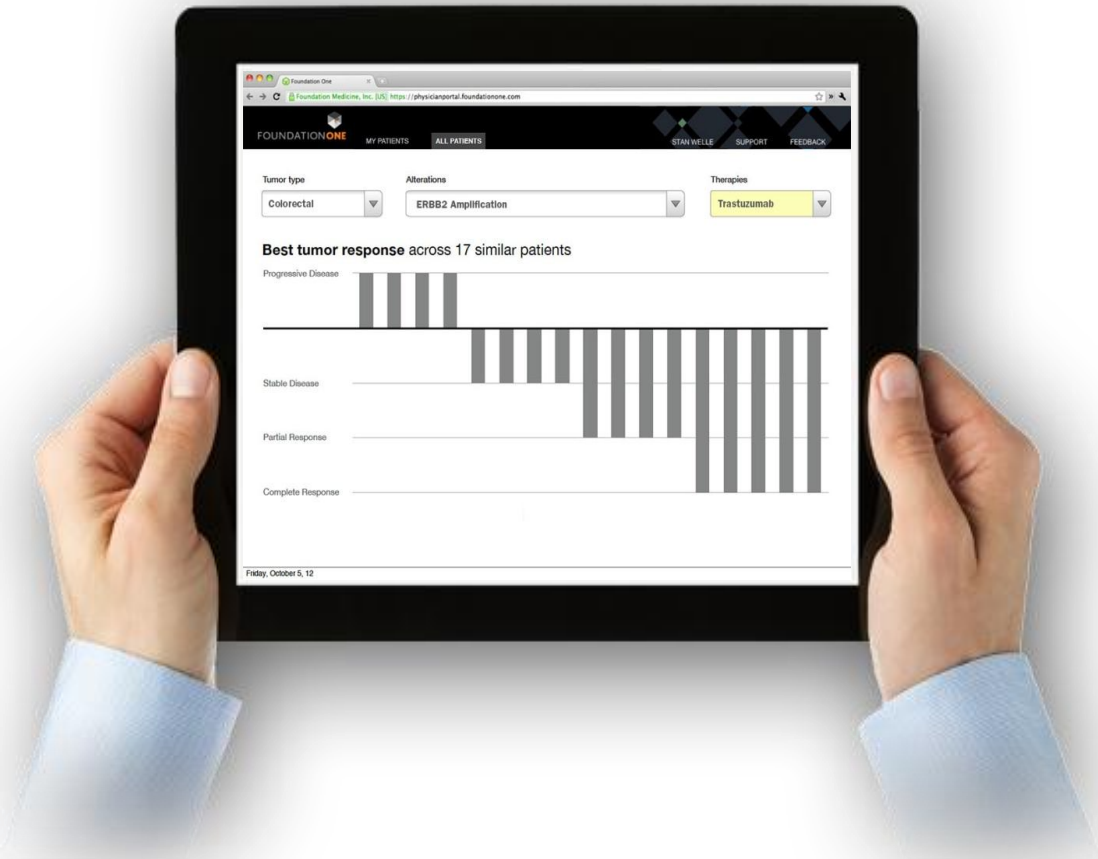 Foundation One
Foundation Medicine, Inc. [US] https://physicianportal.foundationone.com
FOUNDATIONONE MY PATIENTS ALL PATIENTS STAN WELLE SUPPORT FEEDBACK
Tumor type Alterations Therapies
Colorectal ERBB2 Amplification Trastuzumab
Best tumor response across 17 similar patients
Progressive Disease
Stable Disease
Partial Response
Complete Response
Friday, October 5, 12